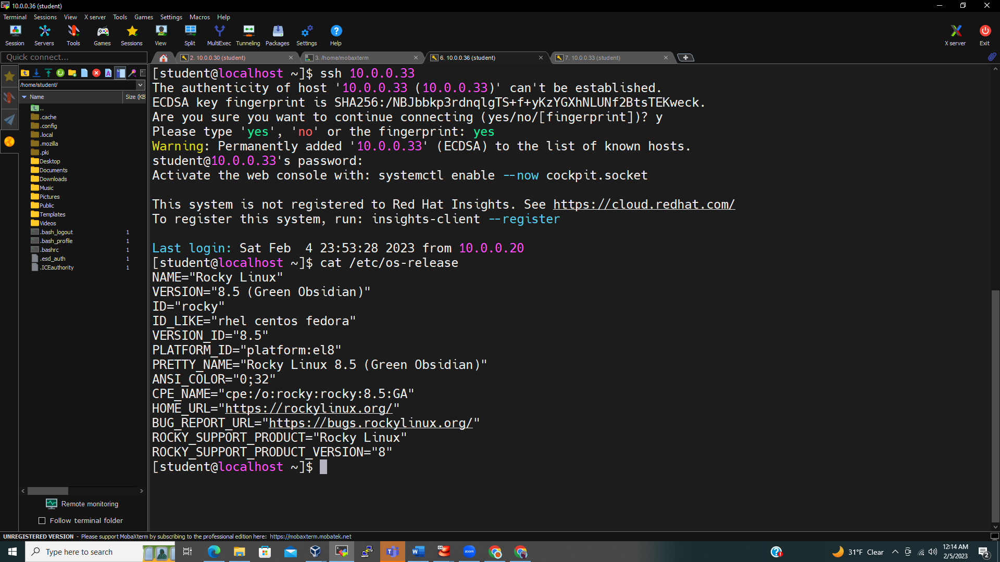 10.0.0.36 (student)
Terminal Sessions View X server Tools Games Settings Macros Help
Session Servers Tools Games Sessions View Split MultiExec Tunneling Packages Settings Help X server Exit
Quick connect...
2. 10.0.0.30 (student) 3. /home/mobaxterm 6. 10.0.0.36 (student) 7. 10.0.0.33 (student)
/home/student/
Name Size (KB
..
.cache
.config
.local
.mozilla
.pki
Desktop
Documents
Downloads
Music
Pictures
Public
Templates
Videos
.bash_logout 1
.bash_profile 1
.bashrc 1
.esd_auth 1
.ICEauthority 1
Remote monitoring
Follow terminal folder
[student@localhost ~]$ ssh 10.0.0.33
The authenticity of host '10.0.0.33 (10.0.0.33)' can't be established.
ECDSA key fingerprint is SHA256:/NBJbbkp3rdnqlgTS+f+yKzYGXhNLUNf2BtsTEKweck.
Are you sure you want to continue connecting (yes/no/[fingerprint])? y
Please type 'yes', 'no' or the fingerprint: yes
Warning: Permanently added '10.0.0.33' (ECDSA) to the list of known hosts.
student@10.0.0.33's password:
Activate the web console with: systemctl enable --now cockpit.socket
This system is not registered to Red Hat Insights. See https://cloud.redhat.com/
To register this system, run: insights-client --register
Last login: Sat Feb  4 23:53:28 2023 from 10.0.0.20
[student@localhost ~]$ cat /etc/os-release
NAME="Rocky Linux"
VERSION="8.5 (Green Obsidian)"
ID="rocky"
ID_LIKE="rhel centos fedora"
VERSION_ID="8.5"
PLATFORM_ID="platform:el8"
PRETTY_NAME="Rocky Linux 8.5 (Green Obsidian)"
ANSI_COLOR="0;32"
CPE_NAME="cpe:/o:rocky:rocky:8.5:GA"
HOME_URL="https://rockylinux.org/"
BUG_REPORT_URL="https://bugs.rockylinux.org/"
ROCKY_SUPPORT_PRODUCT="Rocky Linux"
ROCKY_SUPPORT_PRODUCT_VERSION="8"
[student@localhost ~]$
UNREGISTERED VERSION - Please support MobaXterm by subscribing to the professional edition here: https://mobaxterm.mobatek.net
Type here to search
zoom
31°F Clear
12:14 AM
2/5/2023
2